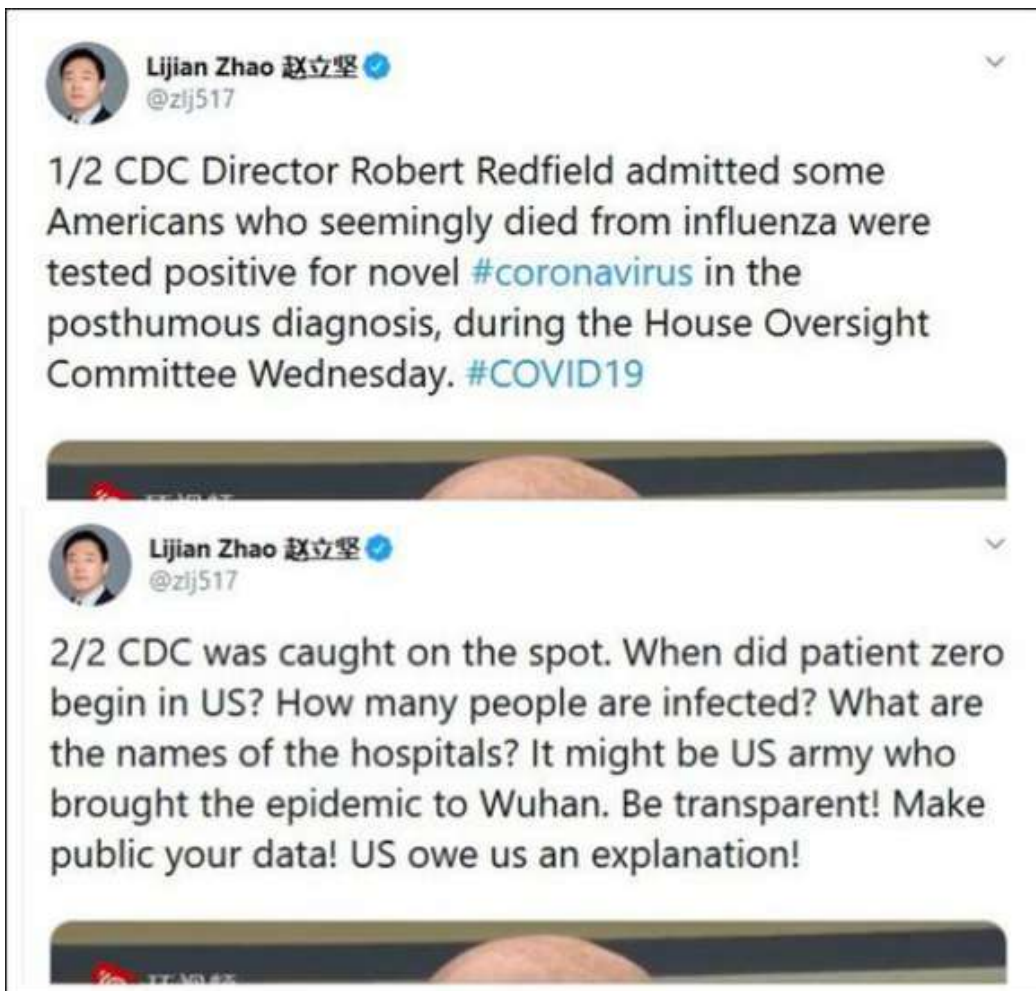 Lijian Zhao 赵立坚
@zlj517
1/2 CDC Director Robert Redfield admitted some
Americans who seemingly died from influenza were
tested positive for novel #coronavirus in the
posthumous diagnosis, during the House Oversight
Committee Wednesday. #COVID19
Lijian Zhao 赵立坚
@zlj517
2/2 CDC was caught on the spot. When did patient zero
begin in US? How many people are infected? What are
the names of the hospitals? It might be US army who
brought the epidemic to Wuhan. Be transparent! Make
public your data! US owe us an explanation!